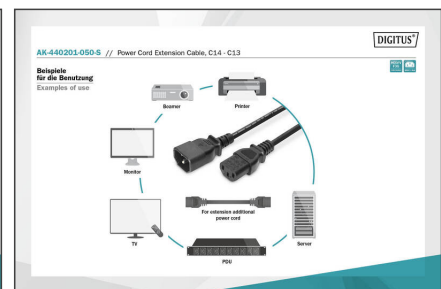 DIGITUS®
AK-440201-050-S // Power Cord Extension Cable, C14 - C13
Beispiele
für die Benutzung
Examples of use
Beamer
Printer
Monitor
For extension additional
power cord
TV
Server
PDU